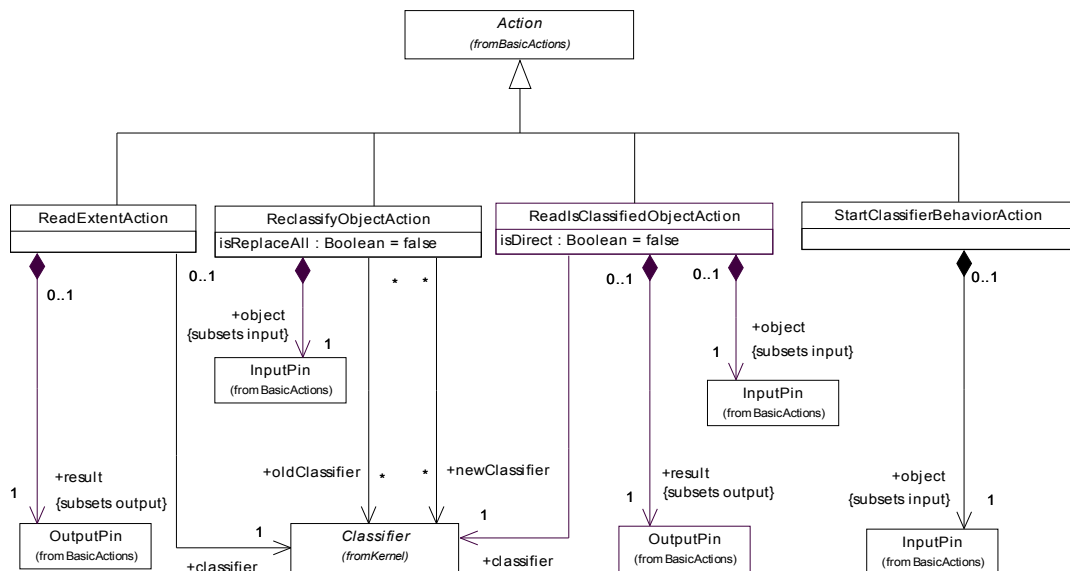 Action
(fromBasicActions)
ReadExtentAction
ReclassifyObjectAction
isReplaceAll : Boolean = false
ReadIsClassifiedObjectAction
isDirect : Boolean = false
StartClassifierBehaviorAction
0..1
0..1
*
*
0..1
0..1
0..1
+object
{subsets input}
1
InputPin
(from BasicActions)
+object
{subsets input}
1
InputPin
(from BasicActions)
+result
{subsets output}
1
OutputPin
(from BasicActions)
+oldClassifier
*
*
+newClassifier
1
Classifier
(fromKernel)
1
+classifier
+classifier
+result
{subsets output}
1
OutputPin
(from BasicActions)
+object
{subsets input}
1
InputPin
(from BasicActions)